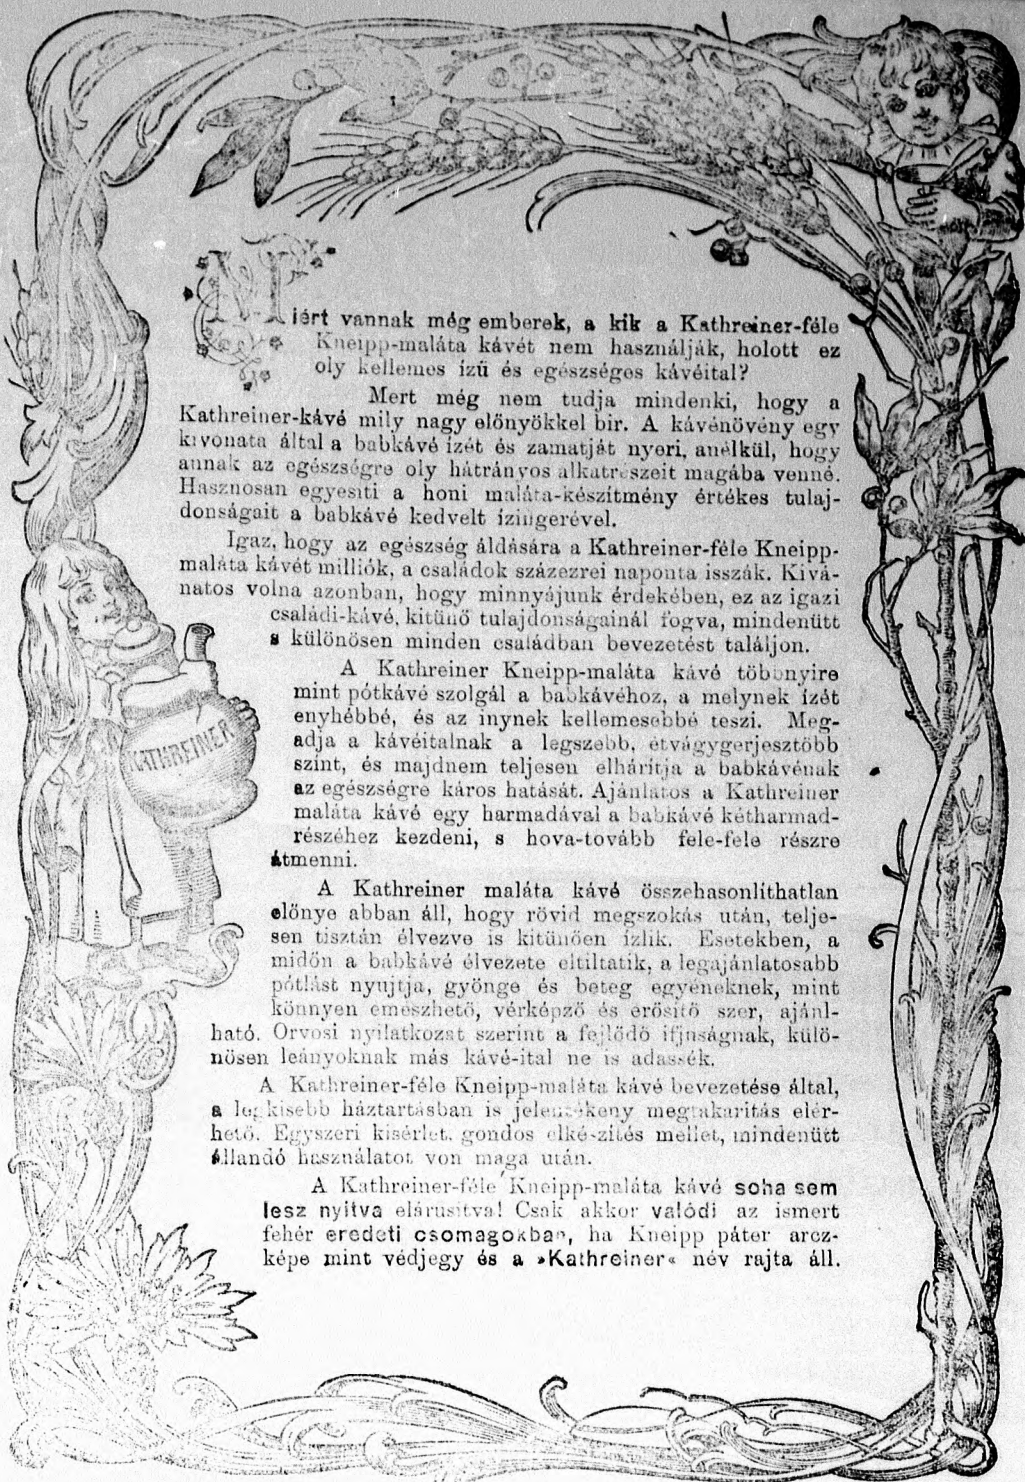 Miért vannak még emberek, a kik a Kathreiner-féle
Kneipp-maláta kávét nem használják, holott ez
oly kellemes ízü és egészséges kávéital?
Mert még nem tudja mindenki, hogy a
Kathreiner-kávé mily nagy előnyökkel bir. A kávénövény egy
kivonata által a babkávé ízét és zamatját nyeri, anélkül, hogy
annak az egészségre oly hátrányos alkatrészeit magába venné.
Hasznosan egyesiti a honi maláta-készítmény értékes tulaj-
donságait a babkávé kedvelt ízingerével.
Igaz, hogy az egészség áldására a Kathreiner-féle Kneipp-
maláta kávét milliók, a családok százezrei naponta isszák. Kivá-
natos volna azonban, hogy minnyájunk érdekében, ez az igazi
családi-kávé, kitünő tulajdonságainál fogva, mindenütt
s különösen minden családban bevezetést találjon.
A Kathreiner Kneipp-maláta kávé többnyire
mint pótkávé szolgál a babkávéhoz, a melynek ízét
enyhébbé, és az inynek kellemesebbé teszi. Meg-
adja a kávéitalnak a legszebb, étvágygerjesztöbb
szint, és majdnem teljesen elháritja a babkávénak
az egészségre káros hatását. Ajánlatos a Kathreiner
maláta kávé egy harmadával a babkávé kétharmad-
részéhez kezdeni, s hova-tovább fele-fele részre
átmenni.
A Kathreiner maláta kávé összehasonlíthatlan
előnye abban áll, hogy rövid megszokás után, telje-
sen tisztán élvezve is kitünően ízlik. Esetekben, a
midőn a babkávé élvezete eltiltatik, a legajánlatosabb
pótlást nyujtja, gyönge és beteg egyéneknek, mint
könnyen emészhetö, vérképző és erősitő szer, ajánl-
ható. Orvosi nyilatkozat szerint a fejlődö ifjuságnak, külö-
nösen leányoknak más kávé-ital ne is adassék.
A Kathreiner-féle Kneipp-maláta kávé bevezetése által,
a legkisebb háztartásban is jelentékeny megtakaritás elér-
hető. Egyszeri kisérlet, gondos elkészités mellet, mindenütt
állandó használatot von maga után.
A Kathreiner-féle Kneipp-maláta kávé soha sem
lesz nyitva elárusitva! Csak akkor valódi az ismert
fehér eredeti csomagokban, ha Kneipp páter arcz-
képe mint védjegy és a »Kathreiner« név rajta áll.
KATHREINER